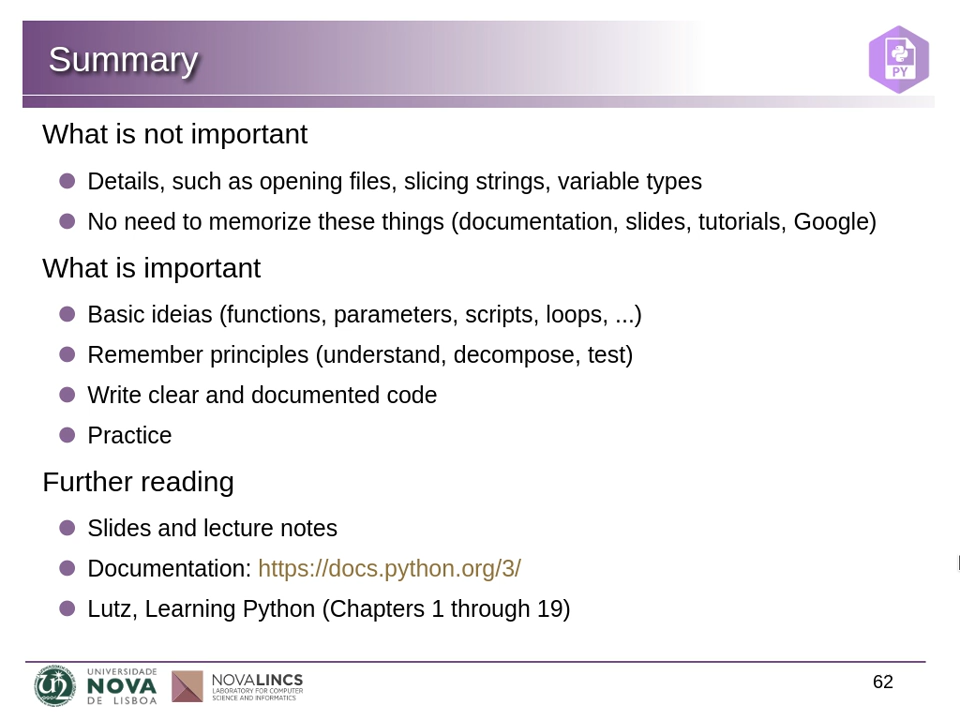 Summary
PY
What is not important
Details, such as opening files, slicing strings, variable types
No need to memorize these things (documentation, slides, tutorials, Google)
What is important
Basic ideias (functions, parameters, scripts, loops, ...)
Remember principles (understand, decompose, test)
Write clear and documented code
Practice
Further reading
Slides and lecture notes
Documentation: https://docs.python.org/3/
Lutz, Learning Python (Chapters 1 through 19)
UNIVERSIDADE
NOVA
DE LISBOA
NOVALINCS
LABORATORY FOR COMPUTER
SCIENCE AND INFORMATICS
62